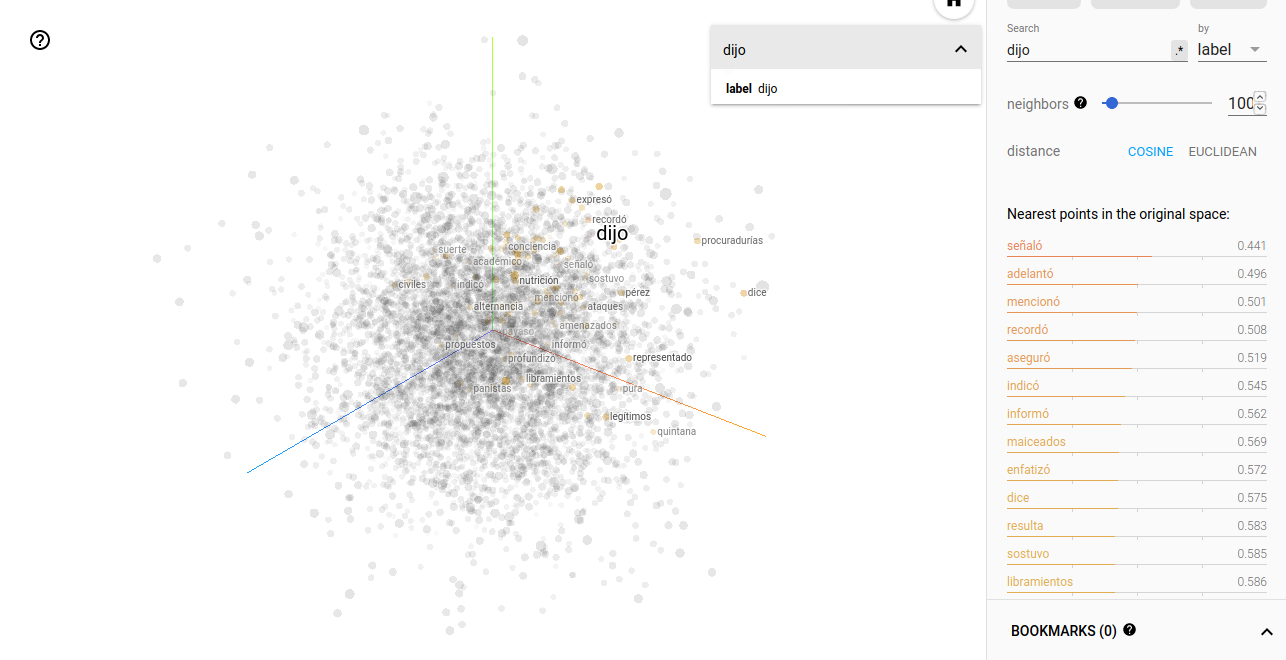 ?
dijo
label dijo
expresó
recordó
dijo
procuradurías
suerte
conciencia
académico
señaló
civiles
indicó
nutrición
sostuvo
mencionó
pérez
dice
alternancia
ataques
payaso
amenazados
propuestos
informó
profundizó
representado
libramientos
panistas
pura
legítimos
quintana
Search
by
dijo
.*
label
neighbors ?
100
distance
COSINE
EUCLIDEAN
Nearest points in the original space:
señaló 0.441
adelantó 0.496
mencionó 0.501
recordó 0.508
aseguró 0.519
indicó 0.545
informó 0.562
maiceados 0.569
enfatizó 0.572
dice 0.575
resulta 0.583
sostuvo 0.585
libramientos 0.586
BOOKMARKS (0) ?